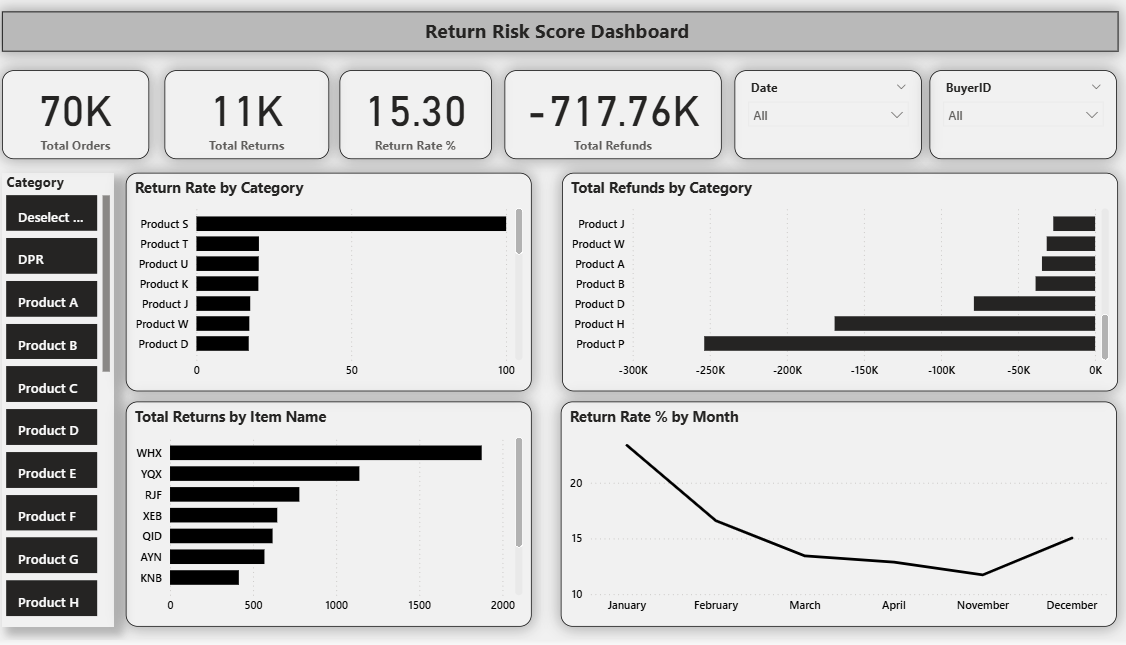 Return Risk Score Dashboard
70K
Total Orders
11K
Total Returns
15.30
Return Rate %
-717.76K
Total Refunds
Date
All
BuyerID
All
Category
Deselect ...
DPR
Product A
Product B
Product C
Product D
Product E
Product F
Product G
Product H
Return Rate by Category
Product S
Product T
Product U
Product K
Product J
Product W
Product D
0 50 100
Total Refunds by Category
Product J
Product W
Product A
Product B
Product D
Product H
Product P
-300K -250K -200K -150K -100K -50K 0K
Total Returns by Item Name
WHX
YQX
RJF
XEB
QID
AYN
KNB
0 500 1000 1500 2000
Return Rate % by Month
20
15
10
January February March April November December